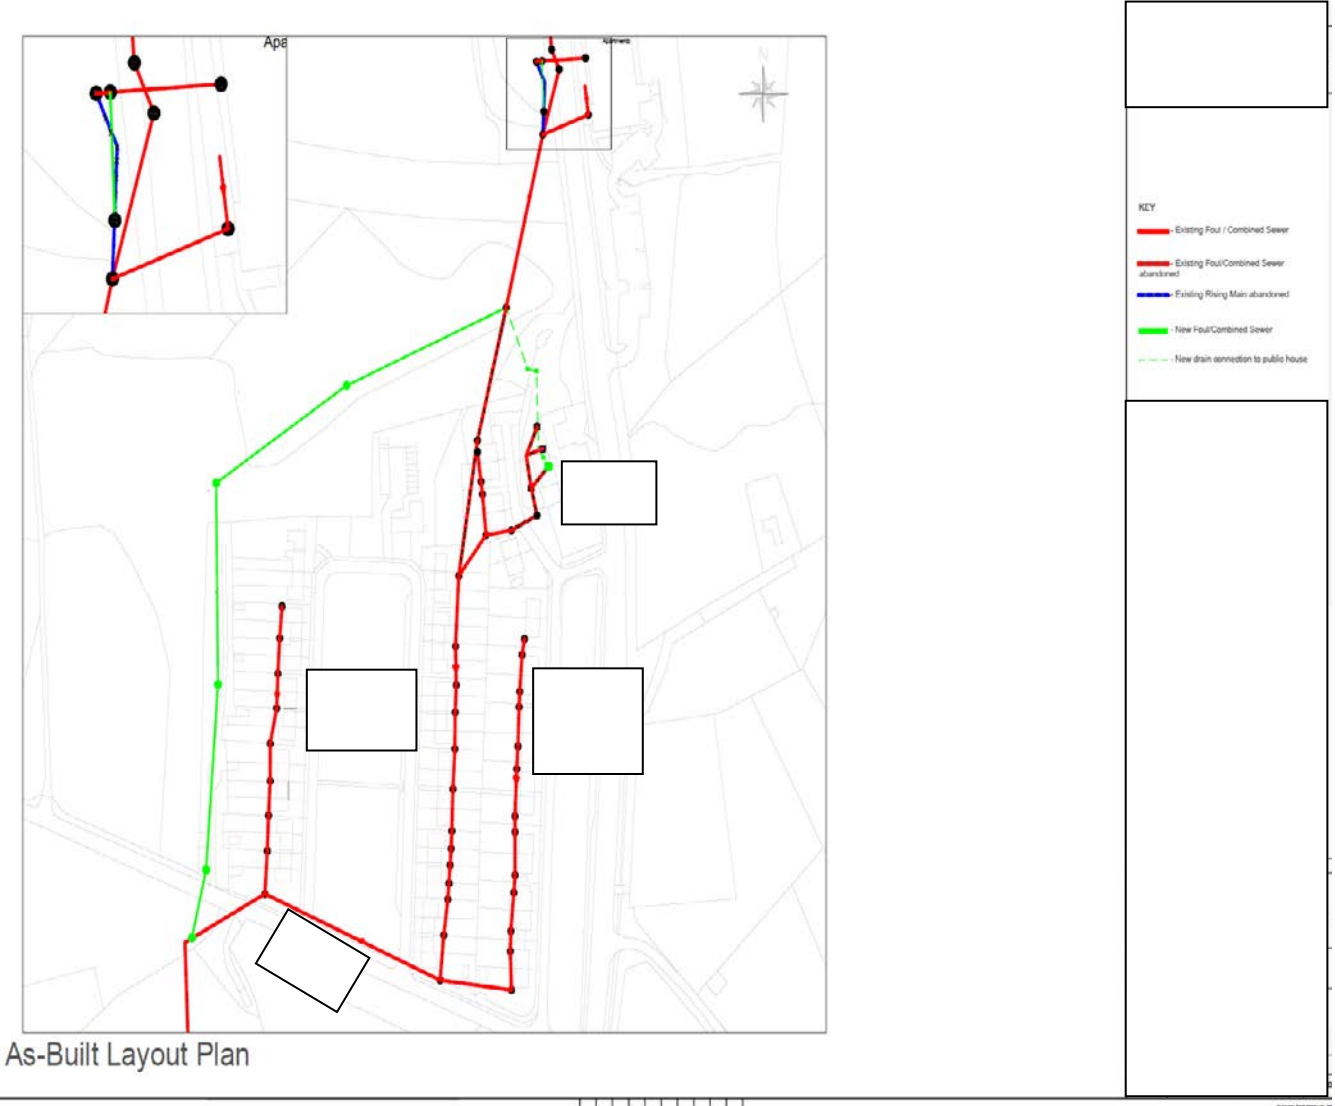 Apa
Apartments
N
KEY
- Existing Foul / Combined Sewer
- Existing Foul/Combined Sewer
abandoned
- Existing Rising Main abandoned
- New Foul/Combined Sewer
- New drain connection to public house
As-Built Layout Plan